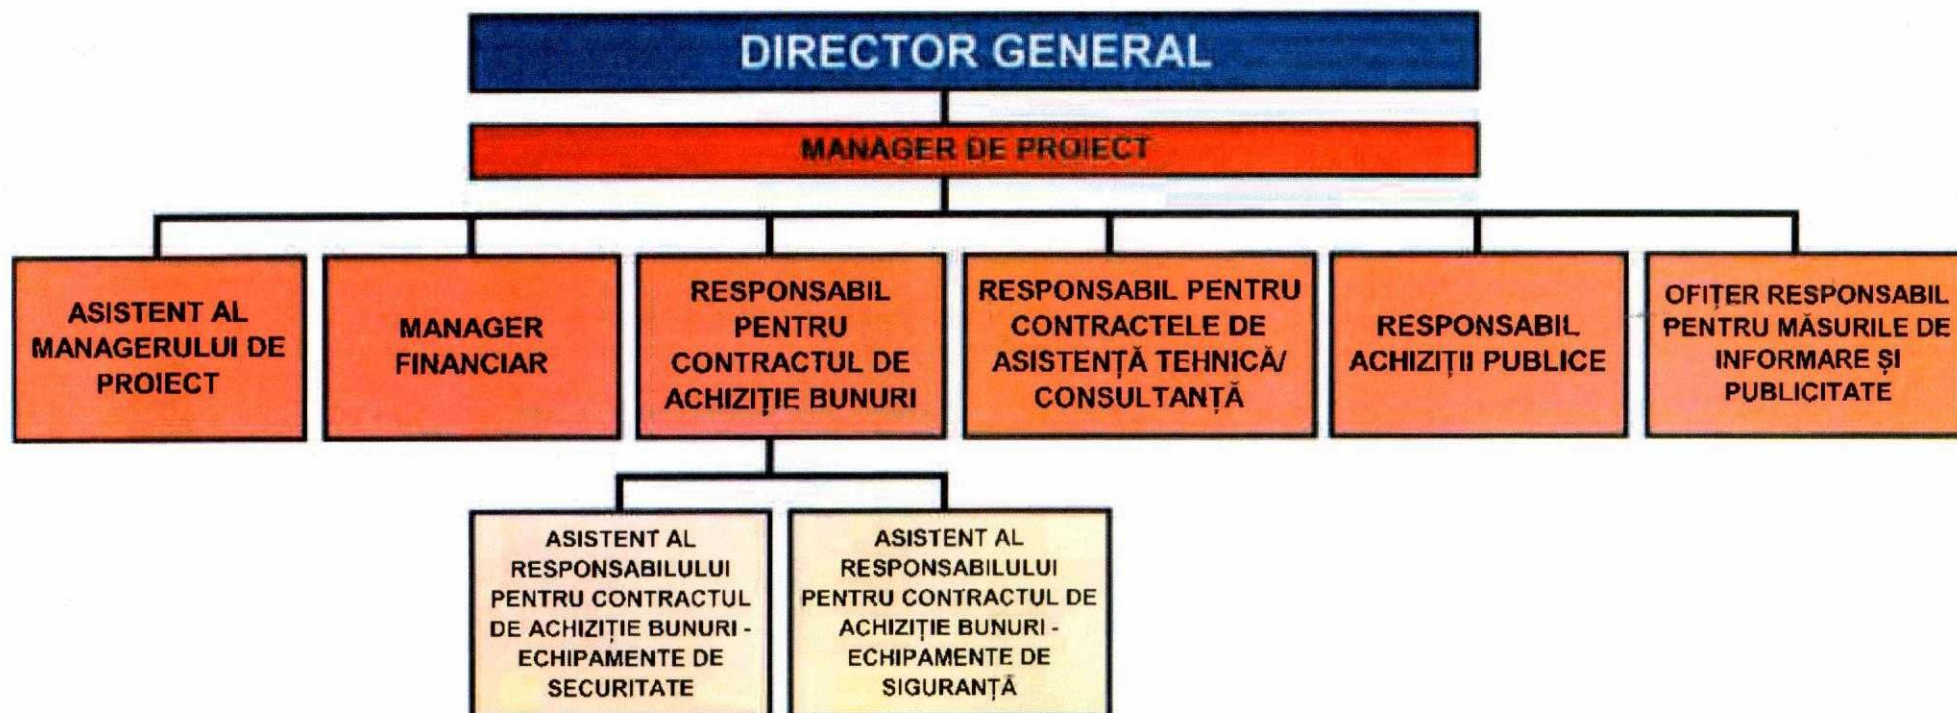 DIRECTOR GENERAL
MANAGER DE PROIECT
ASISTENT AL
MANAGERULUI DE
PROIECT
MANAGER
FINANCIAR
RESPONSABIL
PENTRU
CONTRACTUL DE
ACHIZIȚIE BUNURI
RESPONSABIL PENTRU
CONTRACTELE DE
ASISTENȚĂ TEHNICĂ/
CONSULTANȚĂ
RESPONSABIL
ACHIZIȚII PUBLICE
OFIȚER RESPONSABIL
PENTRU MĂSURILE DE
INFORMARE ȘI
PUBLICITATE
ASISTENT AL
RESPONSABILULUI
PENTRU CONTRACTUL
DE ACHIZIȚIE BUNURI -
ECHIPAMENTE DE
SECURITATE
ASISTENT AL
RESPONSABILULUI
PENTRU CONTRACTUL DE
ACHIZIȚIE BUNURI -
ECHIPAMENTE DE
SIGURANȚĂ